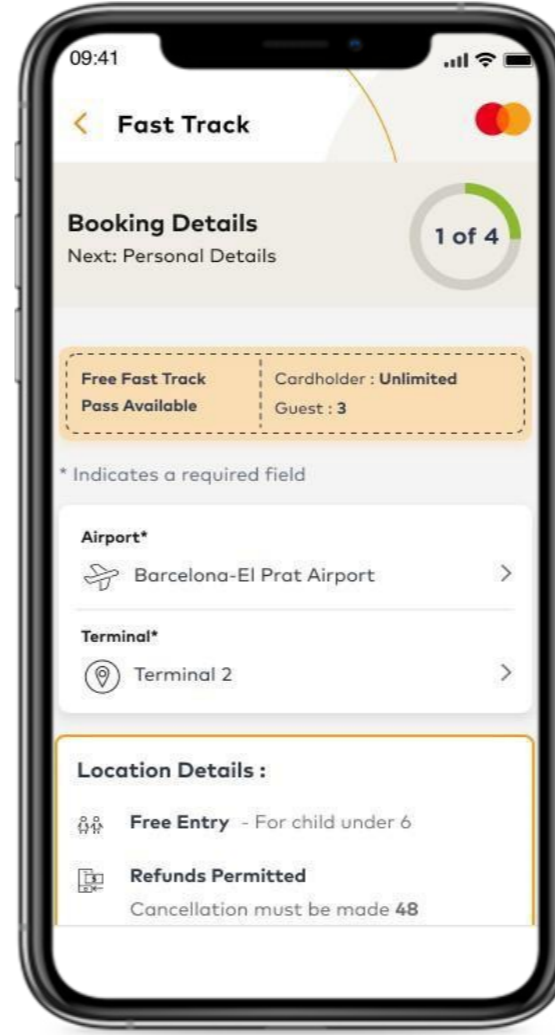 09:41
Fast Track
Booking Details
Next: Personal Details
1 of 4
Free Fast Track
Pass Available
Cardholder : Unlimited
Guest : 3
* Indicates a required field
Airport*
Barcelona-El Prat Airport
Terminal*
Terminal 2
Location Details :
Free Entry - For child under 6
Refunds Permitted
Cancellation must be made 48